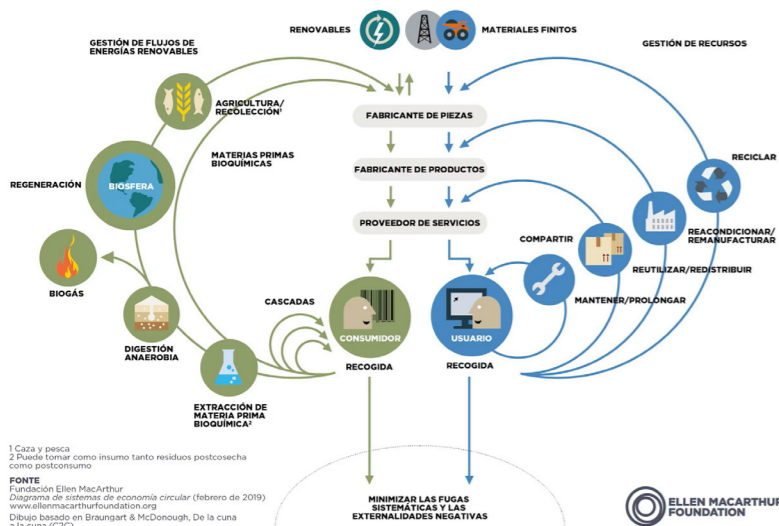 RENOVABLES
MATERIALES FINITOS
GESTIÓN DE FLUJOS DE
ENERGÍAS RENOVABLES
GESTIÓN DE RECURSOS
AGRICULTURA/
RECOLECCIÓN¹
FABRICANTE DE PIEZAS
MATERIAS PRIMAS
BIOQUÍMICAS
RECICLAR
FABRICANTE DE PRODUCTOS
REGENERACIÓN
BIOSFERA
PROVEEDOR DE SERVICIOS
REACONDICIONAR/
REMANUFACTURAR
COMPARTIR
REUTILIZAR/REDISTRIBUIR
BIOGÁS
CASCADAS
MANTENER/PROLONGAR
CONSUMIDOR
USUARIO
DIGESTIÓN
ANAEROBIA
RECOGIDA
RECOGIDA
EXTRACCIÓN DE
MATERIA PRIMA
BIOQUÍMICA²
1 Caza y pesca
2 Puede tomar como insumo tanto residuos postcosecha
como postconsumo
FONTE
Fundación Ellen MacArthur
Diagrama de sistemas de economía circular (febrero de 2019)
www.ellenmacarthurfoundation.org
Dibujo basado en Braungart & McDonough, De la cuna
a la cuna (C2C)
MINIMIZAR LAS FUGAS
SISTEMÁTICAS Y LAS
EXTERNALIDADES NEGATIVAS
ELLEN MACARTHUR
FOUNDATION